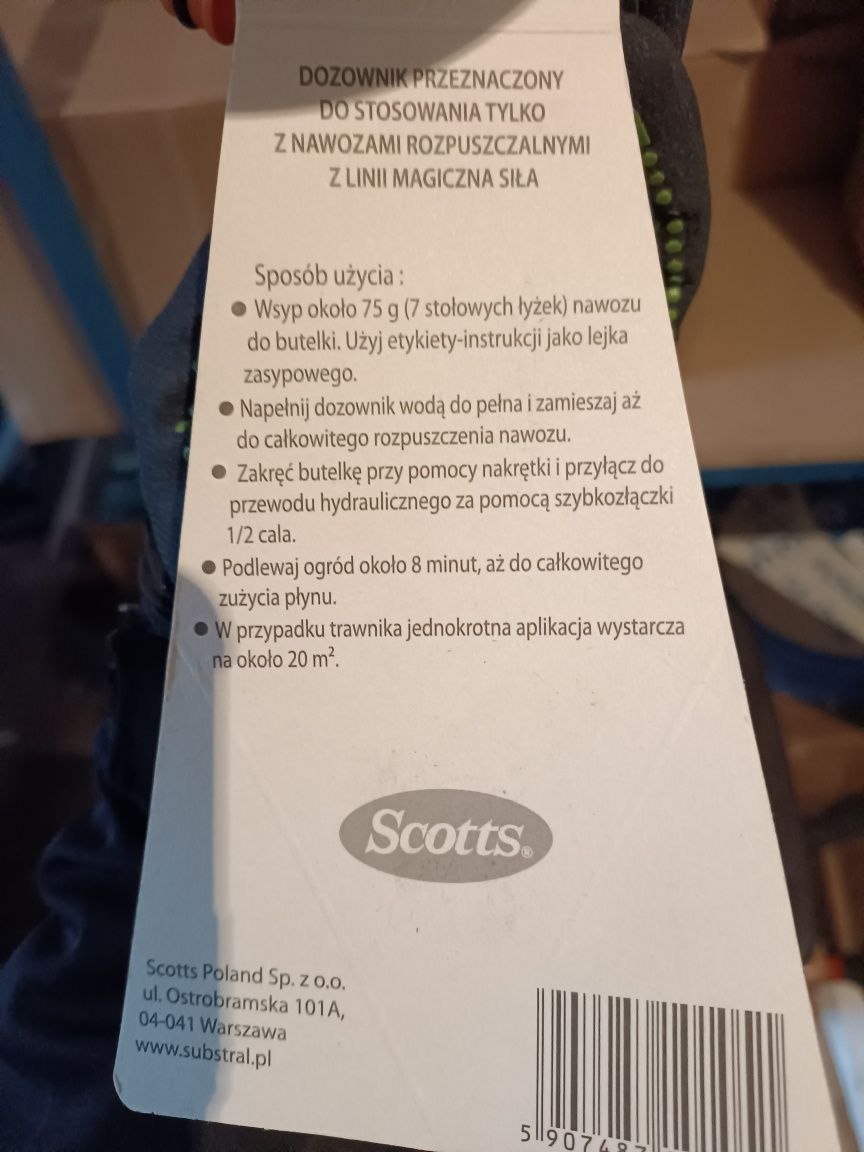 DOZOWNIK PRZEZNACZONY
DO STOSOWANIA TYLKO
Z NAWOZAMI ROZPUSZCZALNYMI
Z LINII MAGICZNA SIŁA
Sposób użycia :
● Wsyp około 75 g (7 stołowych łyżek) nawozu
do butelki. Użyj etykiety-instrukcji jako lejka
zasypowego.
● Napełnij dozownik wodą do pełna i zamieszaj aż
do całkowitego rozpuszczenia nawozu.
● Zakręć butelkę przy pomocy nakrętki i przyłącz do
przewodu hydraulicznego za pomocą szybkozłączki
1/2 cala.
● Podlewaj ogród około 8 minut, aż do całkowitego
zużycia płynu.
● W przypadku trawnika jednokrotna aplikacja wystarcza
na około 20 m².
Scotts®
Scotts Poland Sp. z o.o.
ul. Ostrobramska 101A,
04-041 Warszawa
www.substral.pl
5 907487